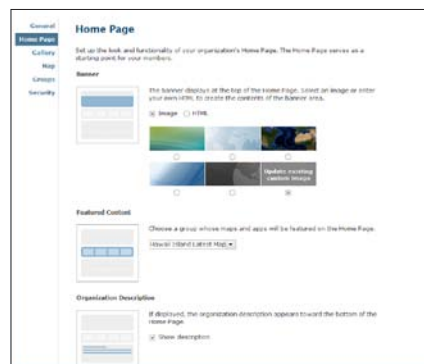 General
Home Page
Gallery
Map
Groups
Security
Home Page
Set up the look and functionality of your organization's Home Page. The Home Page serves as a
starting point for your members.
Banner
The banner displays at the top of the Home Page. Select an image or enter
your own HTML to create the contents of the banner area.
Image HTML
Update existing
custom image
Featured Content
Choose a group whose maps and apps will be featured on the Home Page.
Hawaii Island Latest Map
Organization Description
If displayed, the organization description appears toward the bottom of the
Home Page.
Show description